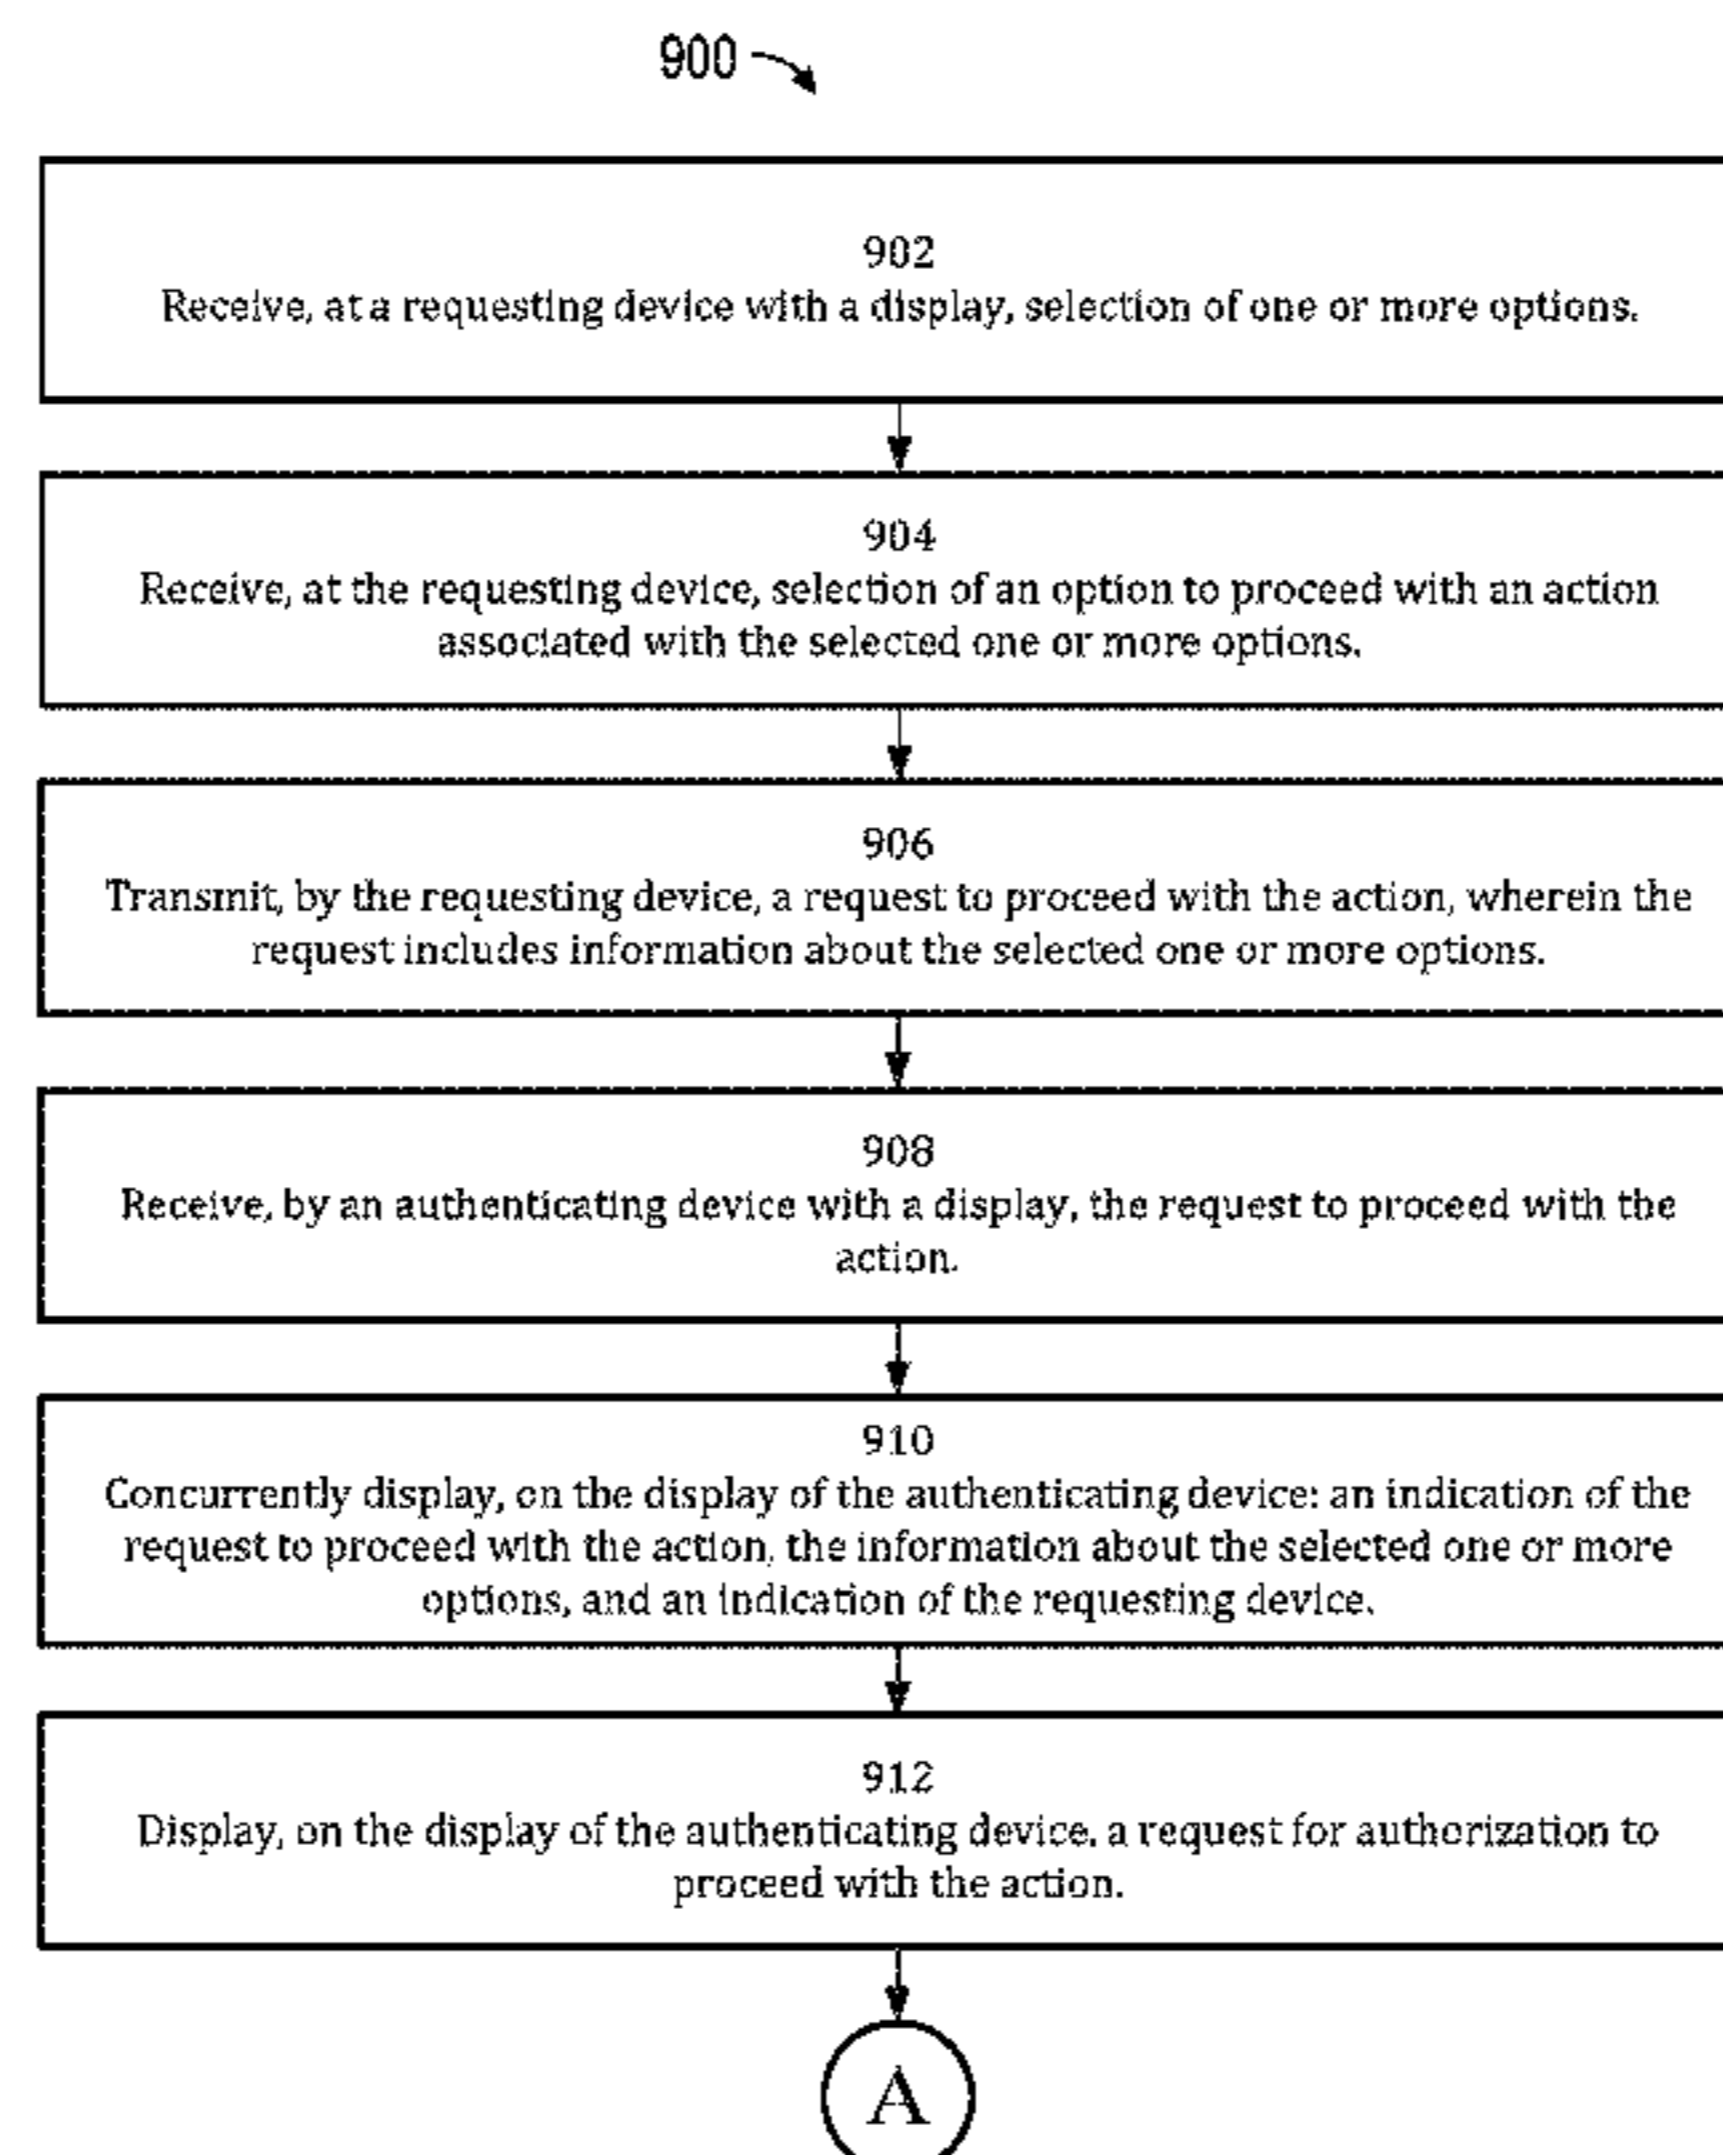 900
902
Receive, at a requesting device with a display, selection of one or more options.
904
Receive, at the requesting device, selection of an option to proceed with an action
associated with the selected one or more options.
906
Transmit, by the requesting device, a request to proceed with the action, wherein the
request includes information about the selected one or more options.
908
Receive, by an authenticating device with a display, the request to proceed with the
action.
910
Concurrently display, on the display of the authenticating device: an indication of the
request to proceed with the action, the information about the selected one or more
options, and an indication of the requesting device.
912
Display, on the display of the authenticating device, a request for authorization to
proceed with the action.
A